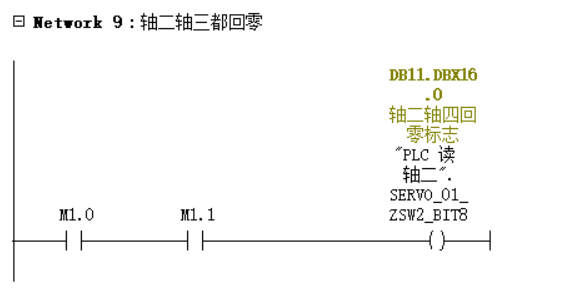 Network 9：轴二轴三都回零
DB11.DBX16
.0
轴二轴四回
零标志
"PLC 读
轴二".
SERVO_01_
ZSW2_BIT8
M1.0 M1.1